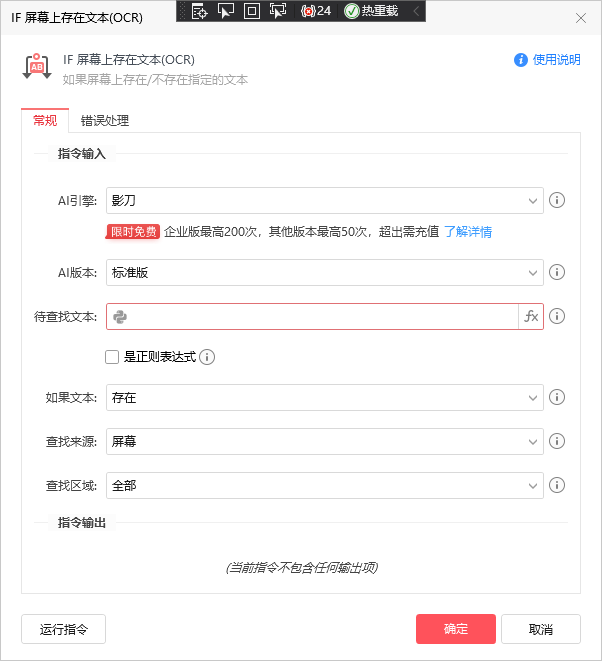 IF 屏幕上存在文本(OCR)
24 热重载
IF 屏幕上存在文本(OCR)
使用说明
如果屏幕上存在/不存在指定的文本
常规 错误处理
指令输入
AI引擎: 影刀
限时免费 企业版最高200次，其他版本最高50次，超出需充值 了解详情
AI版本: 标准版
待查找文本: fx
是正则表达式
如果文本: 存在
查找来源: 屏幕
查找区域: 全部
指令输出
(当前指令不包含任何输出项)
运行指令 确定 取消